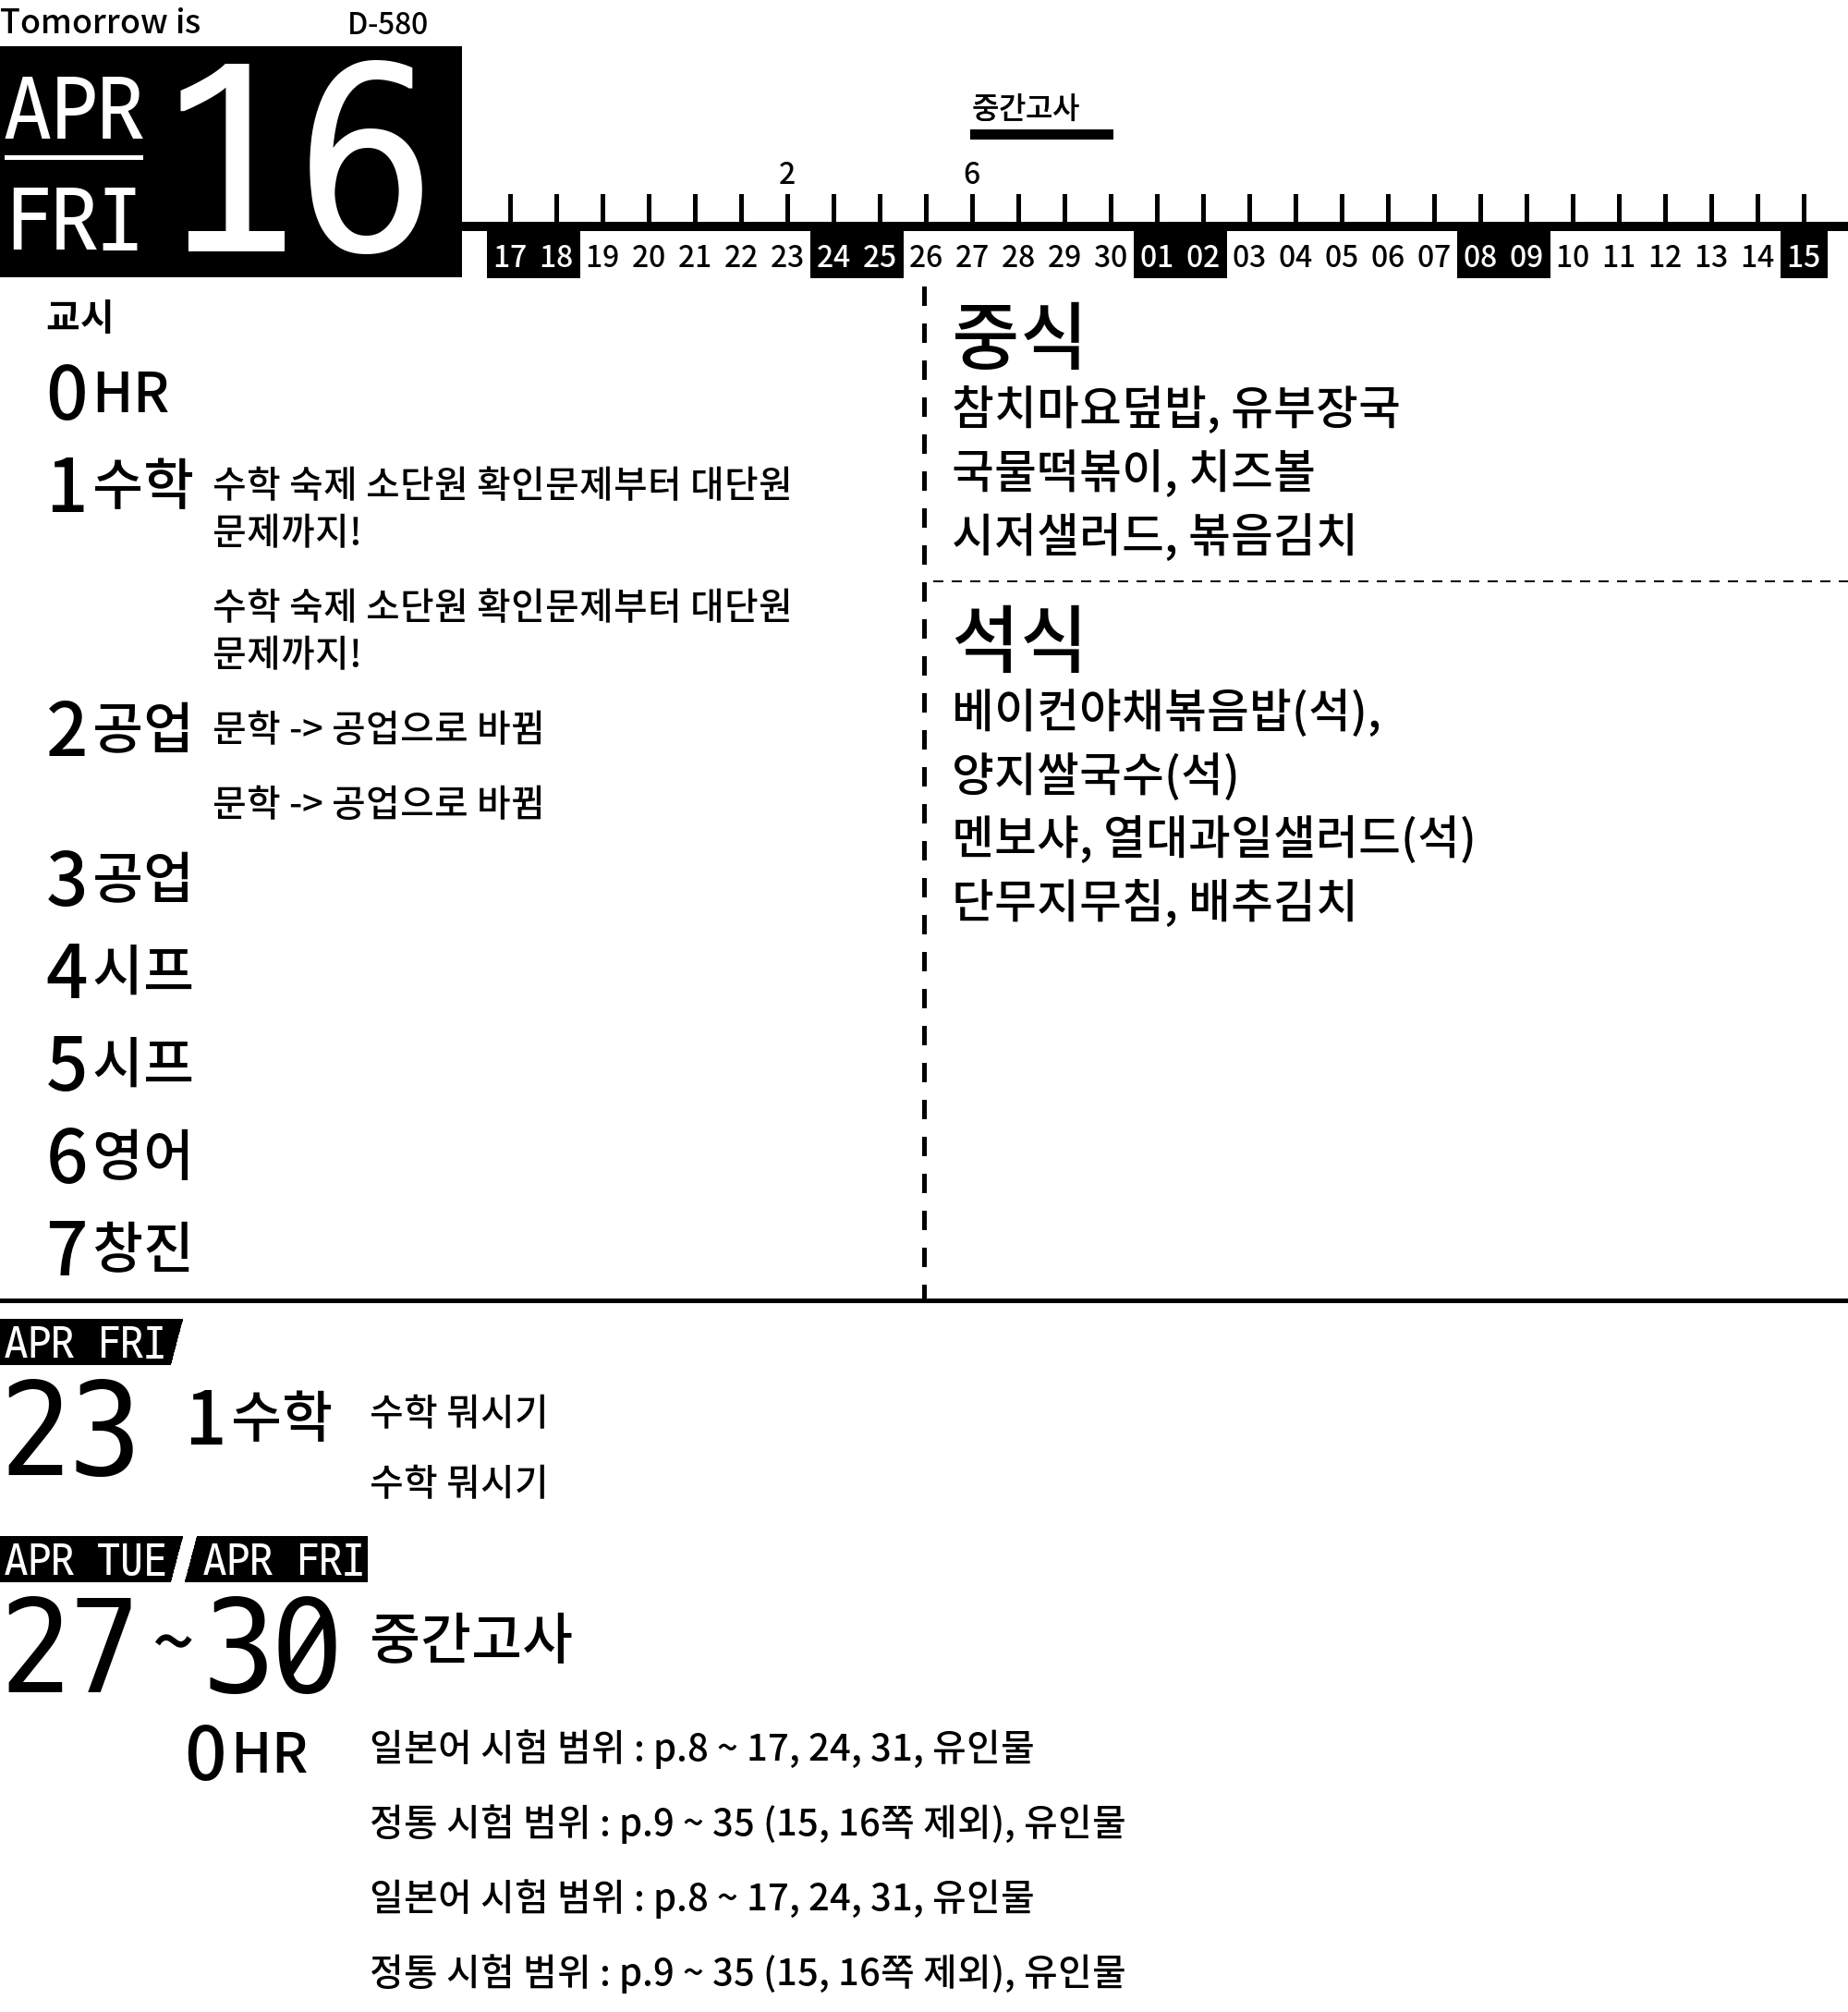 Tomorrow is
D-580
APR
FRI
16
중간고사
2 6
17 18 19 20 21 22 23 24 25 26 27 28 29 30 01 02 03 04 05 06 07 08 09 10 11 12 13 14 15
교시
0 HR
1 수학 수학 숙제 소단원 확인문제부터 대단원
문제까지!
수학 숙제 소단원 확인문제부터 대단원
문제까지!
2 공업 문학 -> 공업으로 바뀜
문학 -> 공업으로 바뀜
3 공업
4 시프
5 시프
6 영어
7 창진
중식
참치마요덮밥, 유부장국
국물떡볶이, 치즈볼
시저샐러드, 볶음김치
석식
베이컨야채볶음밥(석),
양지쌀국수(석)
멘보샤, 열대과일샐러드(석)
단무지무침, 배추김치
APR FRI
23 1 수학 수학 뭐시기
수학 뭐시기
APR TUE APR FRI
27 ~ 30 중간고사
0 HR 일본어 시험 범위 : p.8 ~ 17, 24, 31, 유인물
정통 시험 범위 : p.9 ~ 35 (15, 16쪽 제외), 유인물
일본어 시험 범위 : p.8 ~ 17, 24, 31, 유인물
정통 시험 범위 : p.9 ~ 35 (15, 16쪽 제외), 유인물